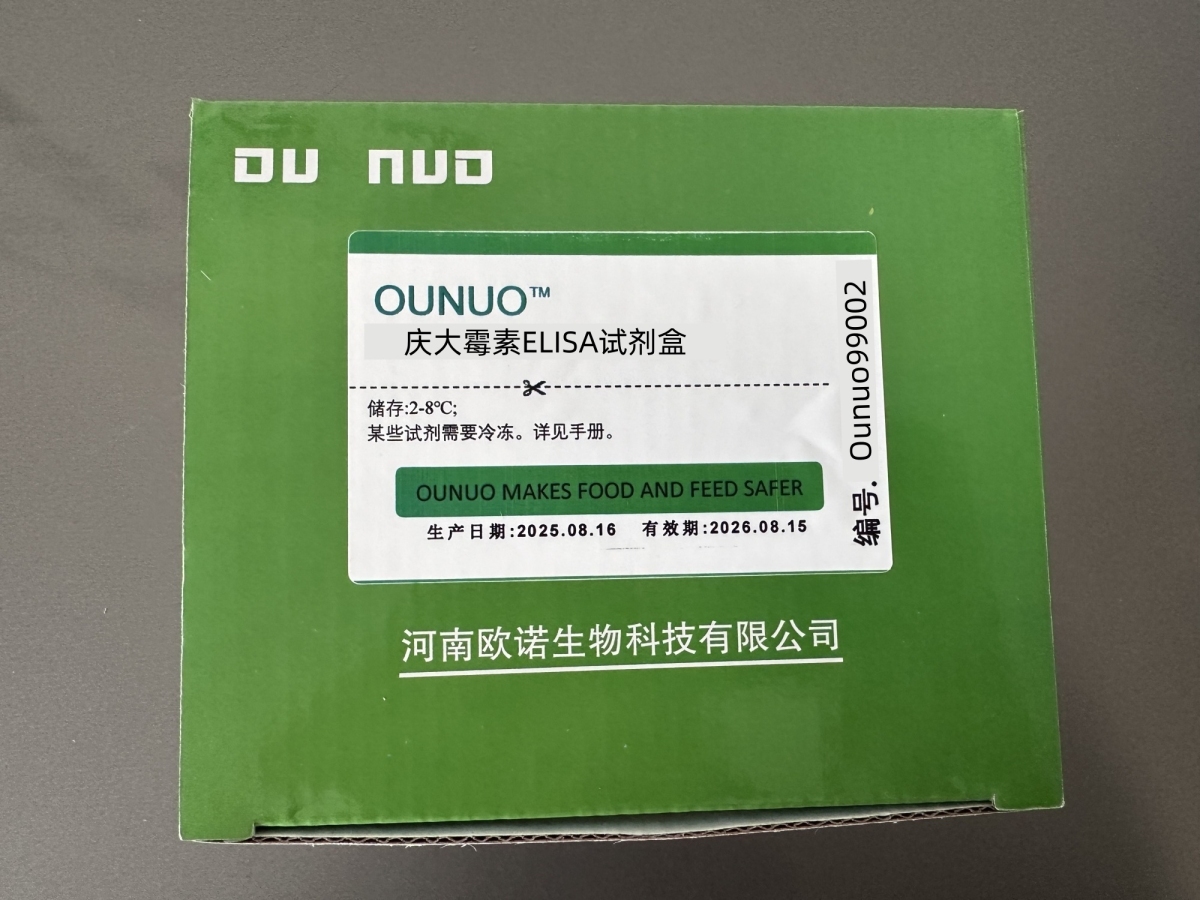 OU NUO
OUNUO™
庆大霉素ELISA试剂盒
储存:2-8℃;
某些试剂需要冷冻。详见手册。
OUNUO MAKES FOOD AND FEED SAFER
生产日期:2025.08.16 有效期:2026.08.15
编号. Ounuo99002
河南欧诺生物科技有限公司